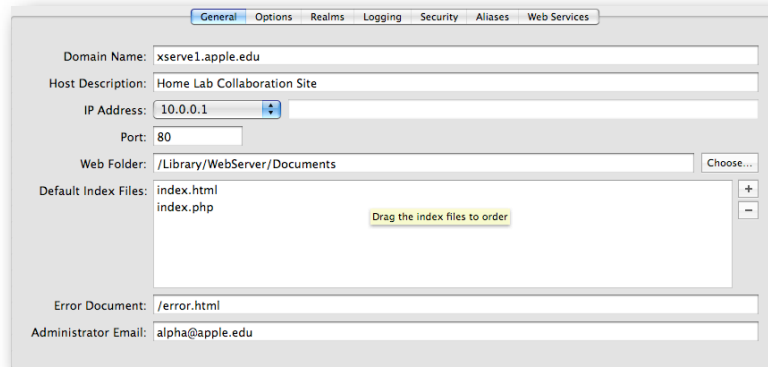 General Options Realms Logging Security Aliases Web Services
Domain Name: xserve1.apple.edu
Host Description: Home Lab Collaboration Site
IP Address: 10.0.0.1
Port: 80
Web Folder: /Library/WebServer/Documents Choose...
Default Index Files: index.html +
index.php −
Drag the index files to order
Error Document: /error.html
Administrator Email: alpha@apple.edu